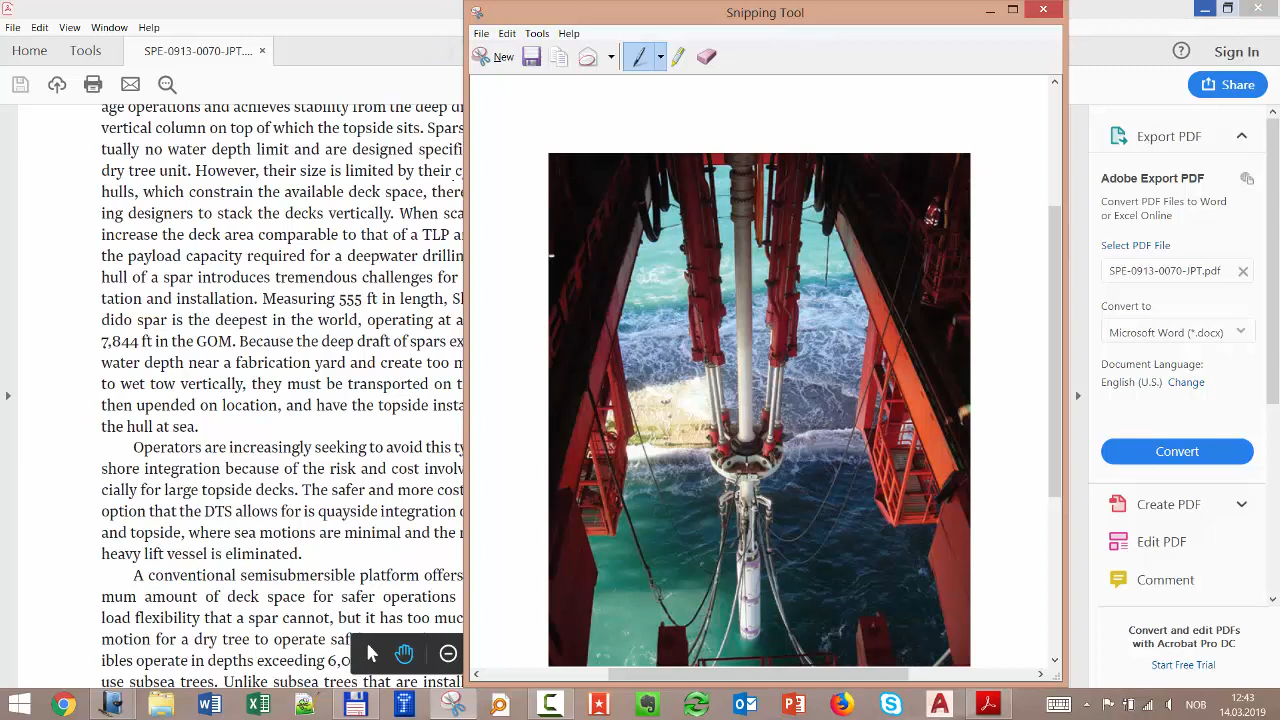 Snipping Tool
File Edit View Window Help
File Edit Tools Help
Home Tools SPE-0913-0070-JPT.... × Sign In
New
Share
age operations and achieves stability from the deep
vertical column on top of which the topside sits. Spars
tually no water depth limit and are designed specifi
dry tree unit. However, their size is limited by their
hulls, which constrain the available deck space, there
ing designers to stack the decks vertically. When sca
increase the deck area comparable to that of a TLP
the payload capacity required for a deepwater drillin
hull of a spar introduces tremendous challenges for
tation and installation. Measuring 555 ft in length,
dido spar is the deepest in the world, operating at
7,844 ft in the GOM. Because the deep draft of spars
water depth near a fabrication yard and create too
to wet tow vertically, they must be transported on
then upended on location, and have the topside insta
the hull at sea.
Operators are increasingly seeking to avoid this
shore integration because of the risk and cost involv
cially for large topside decks. The safer and more cost
option that the DTS allows for is quayside integration
and topside, where sea motions are minimal and the
heavy lift vessel is eliminated.
A conventional semisubmersible platform offers
mum amount of deck space for safer operations
load flexibility that a spar cannot, but it has too muc
motion for a dry tree to operate
ibles operate in depths exceeding
use subsea trees. Unlike subsea trees that are instal
Export PDF
Adobe Export PDF
Convert PDF Files to Word
or Excel Online
Select PDF File
SPE-0913-0070-JPT.pdf
Convert to
Microsoft Word (*.docx)
Document Language:
English (U.S.) Change
Convert
Create PDF
Edit PDF
Comment
Convert and edit PDFs
with Acrobat Pro DC
Start Free Trial
NOB
12:43
14.03.2019